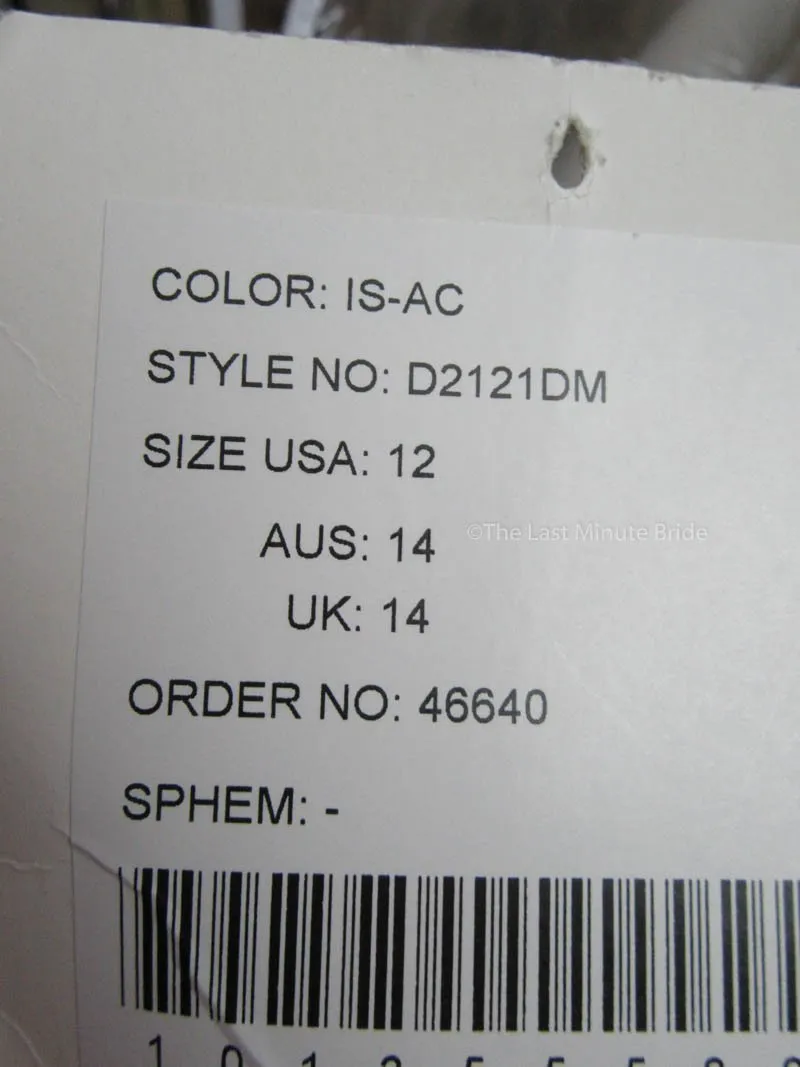 COLOR: IS-AC
STYLE NO: D2121DM
SIZE USA: 12
AUS: 14
©The Last Minute Bride
UK: 14
ORDER NO: 46640
SPHEM: -